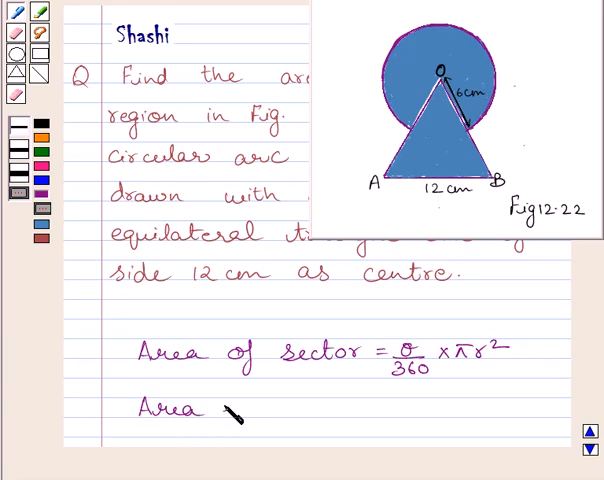 Shashi
Q Find the
region in Fig.
circular arc
drawn with
equilateral
side 12 cm as centre.
Area of sector = θ/360 × πr²
Area
O
6cm
A
B
12 cm
Fig 12.22